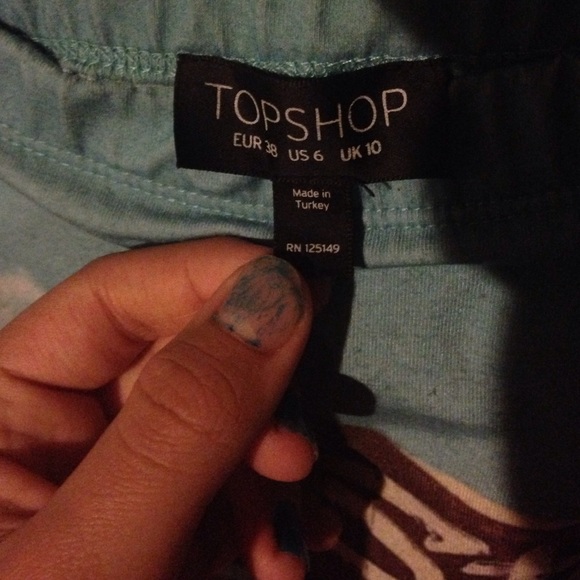 TOPSHOP
EUR 38 US 6 UK 10
Made in
Turkey
RN 125149